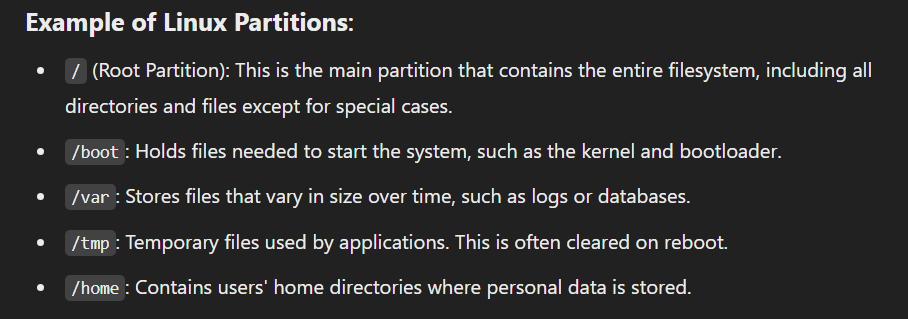 Example of Linux Partitions:
• / (Root Partition): This is the main partition that contains the entire filesystem, including all
directories and files except for special cases.
• /boot: Holds files needed to start the system, such as the kernel and bootloader.
• /var: Stores files that vary in size over time, such as logs or databases.
• /tmp: Temporary files used by applications. This is often cleared on reboot.
• /home: Contains users' home directories where personal data is stored.